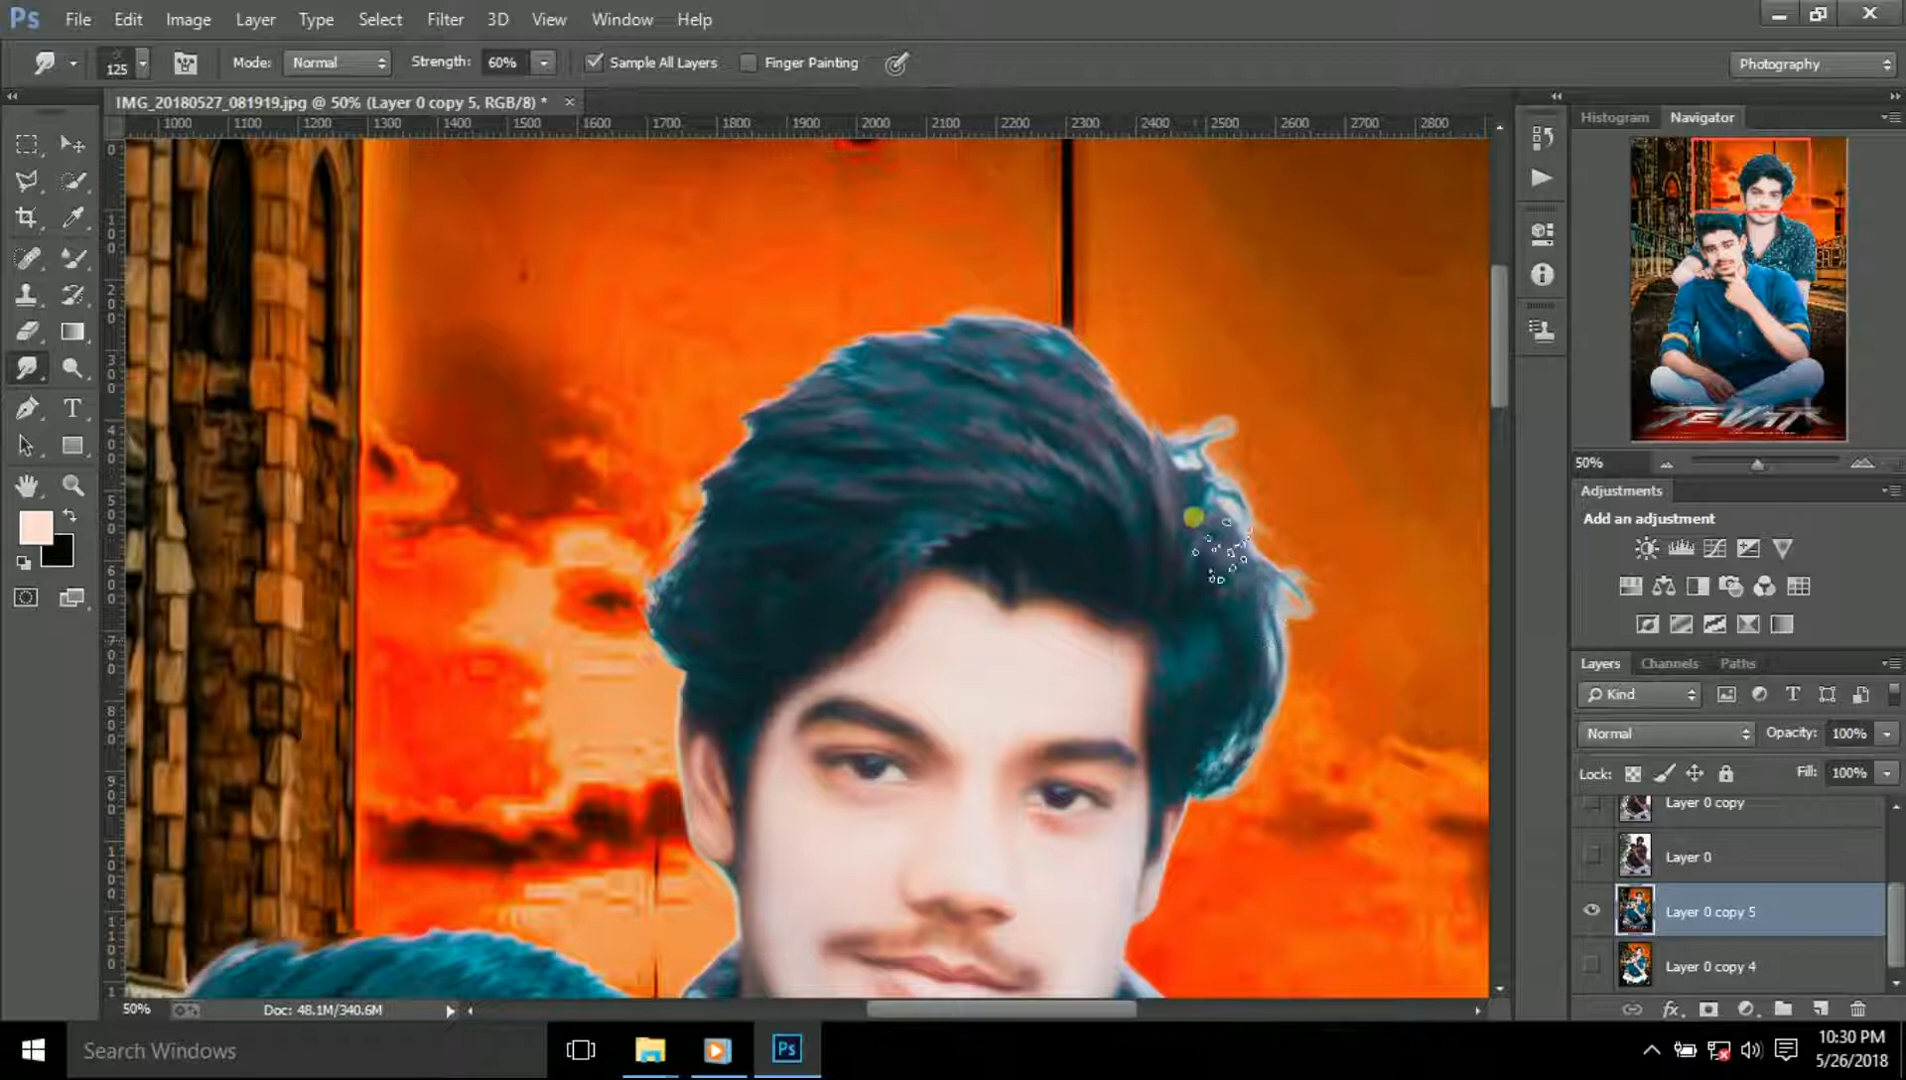 Ps File Edit Image Layer Type Select Filter 3D View Window Help
125 Mode: Normal Strength: 60% Sample All Layers Finger Painting Photography
IMG_20180527_081919.jpg @ 50% (Layer 0 copy 5, RGB/8) * ×
1000 1100 1200 1300 1400 1500 1600 1700 1800 1900 2000 2100 2200 2300 2400 2500 2600 2700 2800
Histogram Navigator
TEVAR
50%
Adjustments
Add an adjustment
Layers Channels Paths
Kind
Normal Opacity: 100%
Lock: Fill: 100%
Layer 0 copy
Layer 0
Layer 0 copy 5
Layer 0 copy 4
50% Doc: 48.1M/340.6M
Search Windows
Ps
10:30 PM
5/26/2018